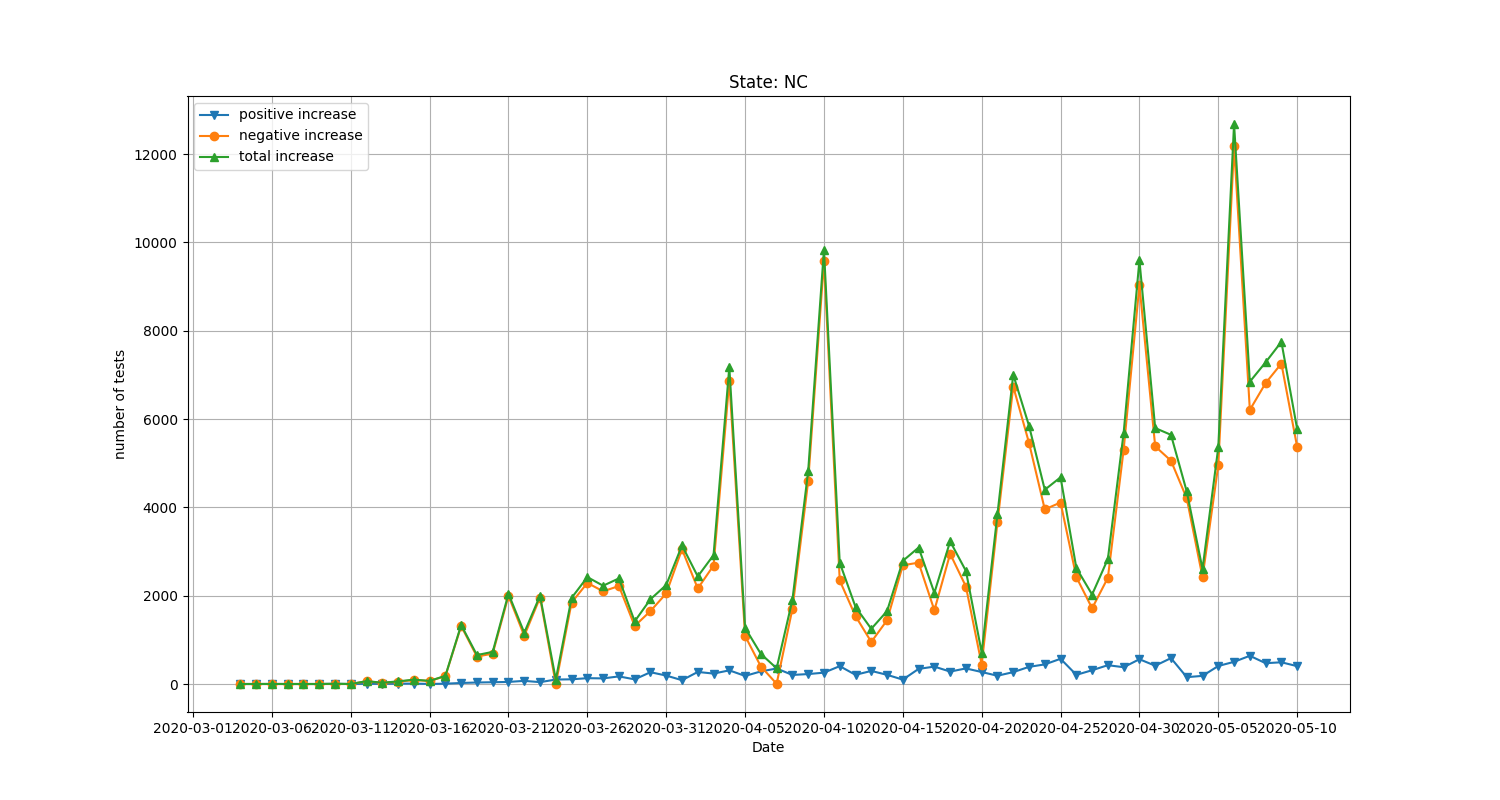 State: NC
positive increase
negative increase
total increase
12000
10000
8000
6000
4000
2000
0
number of tests
2020-03-01 2020-03-06 2020-03-11 2020-03-16 2020-03-21 2020-03-26 2020-03-31 2020-04-05 2020-04-10 2020-04-15 2020-04-20 2020-04-25 2020-04-30 2020-05-05 2020-05-10
Date